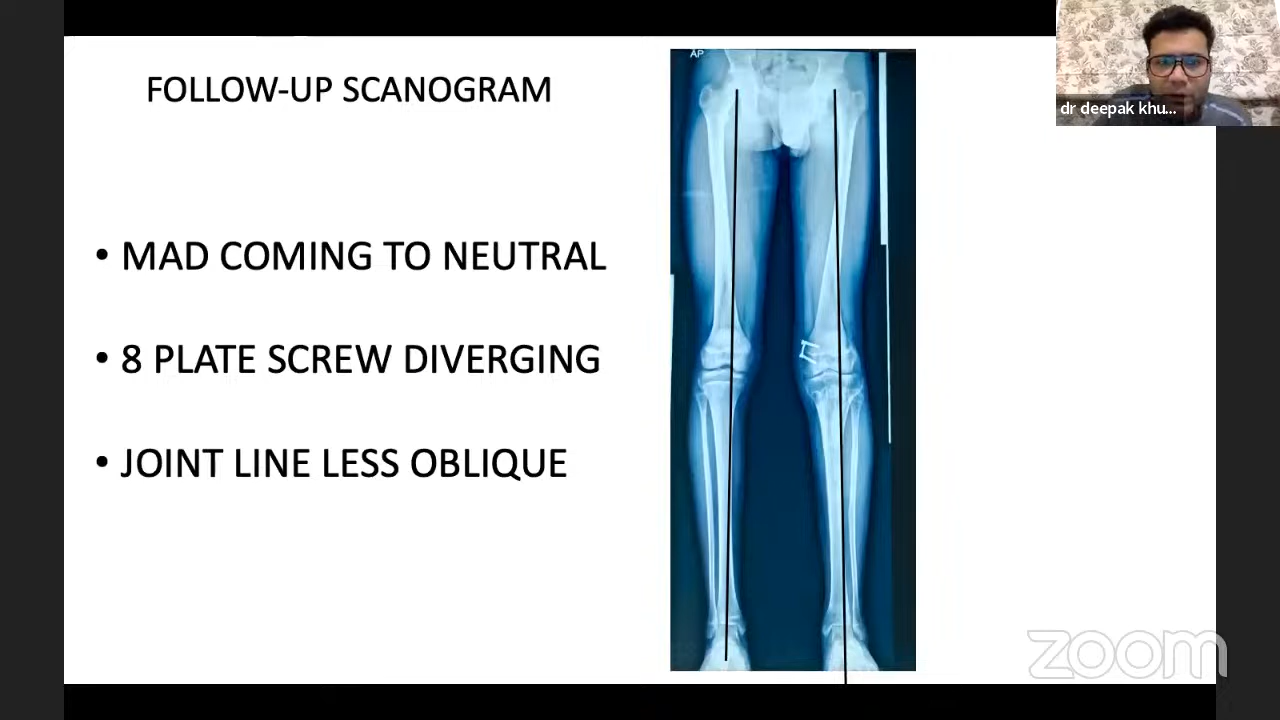 FOLLOW-UP SCANOGRAM
• MAD COMING TO NEUTRAL
• 8 PLATE SCREW DIVERGING
• JOINT LINE LESS OBLIQUE
AP
dr deepak khu...
zoom